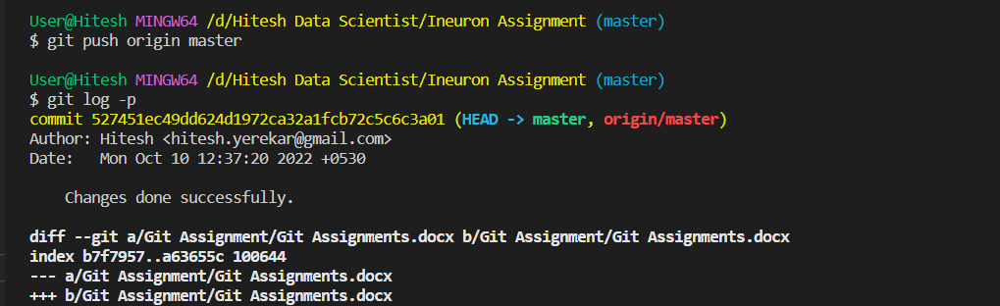 User@Hitesh MINGW64 /d/Hitesh Data Scientist/Ineuron Assignment (master)
$ git push origin master
User@Hitesh MINGW64 /d/Hitesh Data Scientist/Ineuron Assignment (master)
$ git log -p
commit 527451ec49dd624d1972ca32a1fcb72c5c6c3a01 (HEAD -> master, origin/master)
Author: Hitesh <hitesh.yerekar@gmail.com>
Date:   Mon Oct 10 12:37:20 2022 +0530
    Changes done successfully.
diff --git a/Git Assignment/Git Assignments.docx b/Git Assignment/Git Assignments.docx
index b7f7957..a63655c 100644
--- a/Git Assignment/Git Assignments.docx
+++ b/Git Assignment/Git Assignments.docx